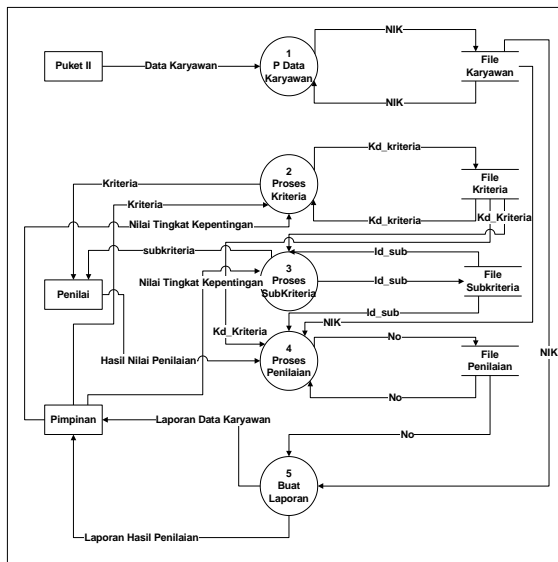 NIK
1
P Data
Karyawan
Puket II
Data Karyawan
File
Karyawan
NIK
Kd_kriteria
2
Proses
Kriteria
File
Kriteria
Kriteria
Kriteria
Kd_kriteria
Kd_Kriteria
Nilai Tingkat Kepentingan
subkriteria
Id_sub
3
Proses
SubKriteria
Nilai Tingkat Kepentingan
Id_sub
File
Subkriteria
Penilai
Id_sub
NIK
Kd_Kriteria
4
Proses
Penilaian
No
File
Penilaian
NIK
Hasil Nilai Penilaian
No
Pimpinan
Laporan Data Karyawan
No
5
Buat
Laporan
Laporan Hasil Penilaian